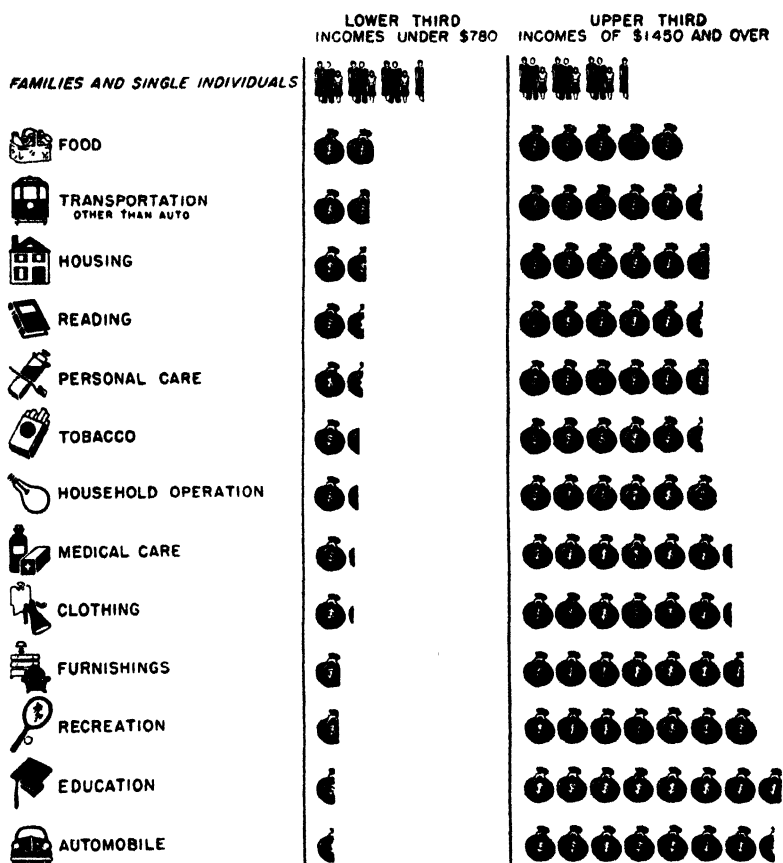 LOWER THIRD
INCOMES UNDER $780
UPPER THIRD
INCOMES OF $1450 AND OVER
FAMILIES AND SINGLE INDIVIDUALS
FOOD
TRANSPORTATION
OTHER THAN AUTO
HOUSING
READING
PERSONAL CARE
TOBACCO
HOUSEHOLD OPERATION
MEDICAL CARE
CLOTHING
FURNISHINGS
RECREATION
EDUCATION
AUTOMOBILE